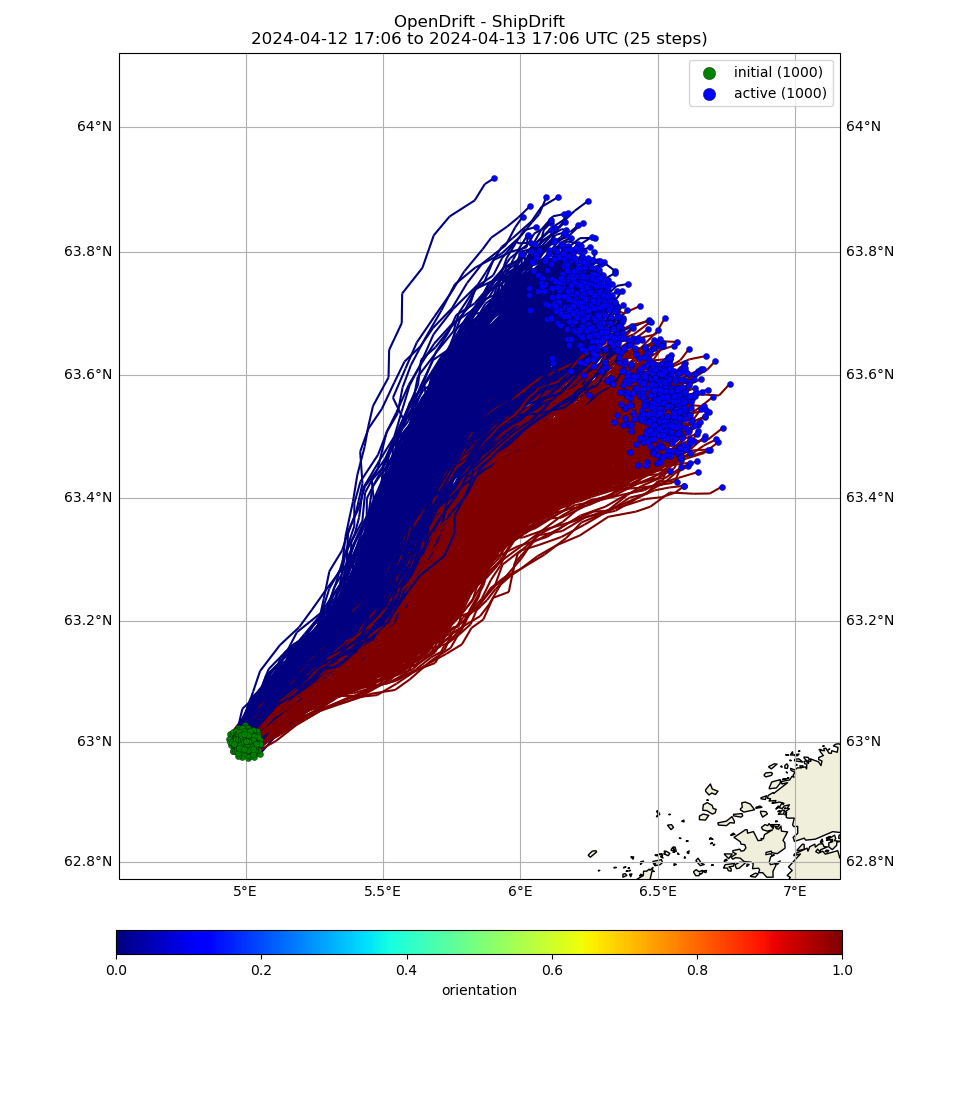 OpenDrift - ShipDrift
2024-04-12 17:06 to 2024-04-13 17:06 UTC (25 steps)
initial (1000)
active (1000)
64°N 64°N
63.8°N 63.8°N
63.6°N 63.6°N
63.4°N 63.4°N
63.2°N 63.2°N
63°N 63°N
62.8°N 62.8°N
5°E 5.5°E 6°E 6.5°E 7°E
0.0 0.2 0.4 0.6 0.8 1.0
orientation